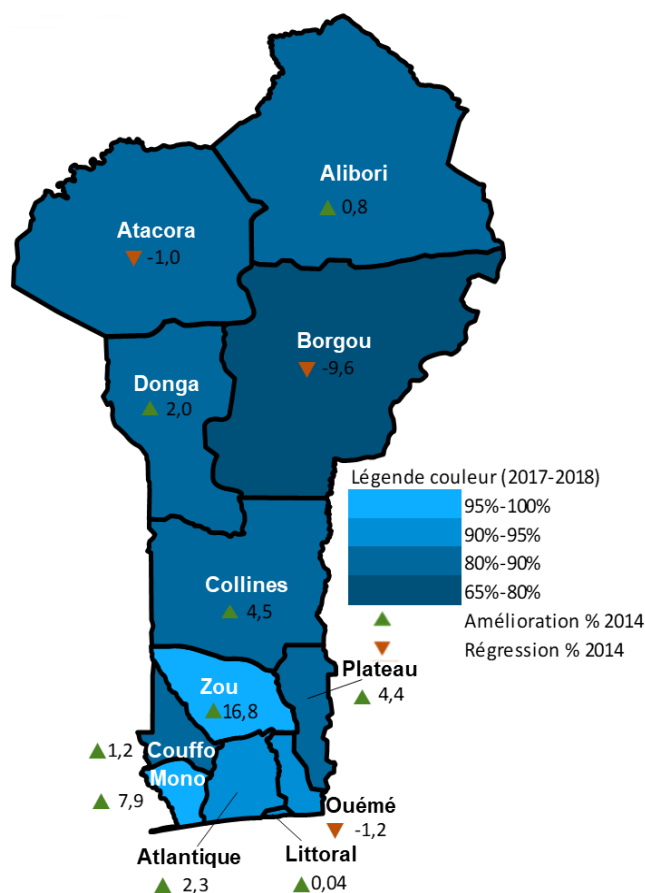 Alibori
0,8
Atacora
-1,0
Borgou
-9,6
Donga
2,0
Légende couleur (2017-2018)
95%-100%
90%-95%
80%-90%
65%-80%
Amélioration % 2014
Régression % 2014
Collines
4,5
Plateau
4,4
Zou
16,8
1,2 Couffo
Mono
7,9
Ouémé
-1,2
Atlantique
2,3
Littoral
0,04